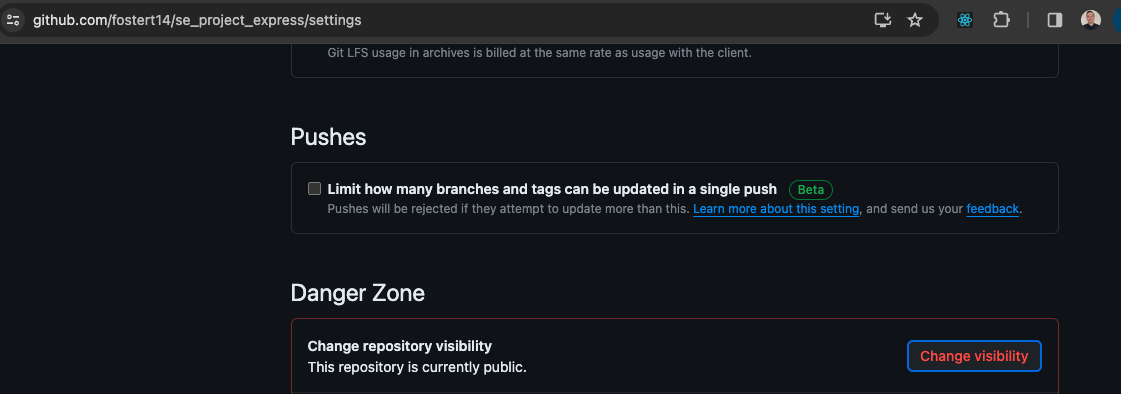 github.com/fostert14/se_project_express/settings
Git LFS usage in archives is billed at the same rate as usage with the client.
Pushes
Limit how many branches and tags can be updated in a single push Beta
Pushes will be rejected if they attempt to update more than this. Learn more about this setting, and send us your feedback.
Danger Zone
Change repository visibility
This repository is currently public.
Change visibility